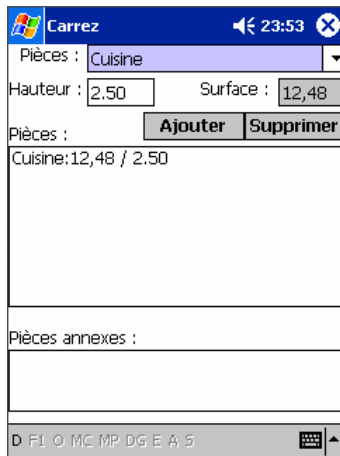 Carrez 23:53
Pièces : Cuisine
Hauteur : 2.50 Surface : 12,48
Pièces : Ajouter Supprimer
Cuisine:12,48 / 2.50
Pièces annexes :
D F1 O MC MP DG E A S